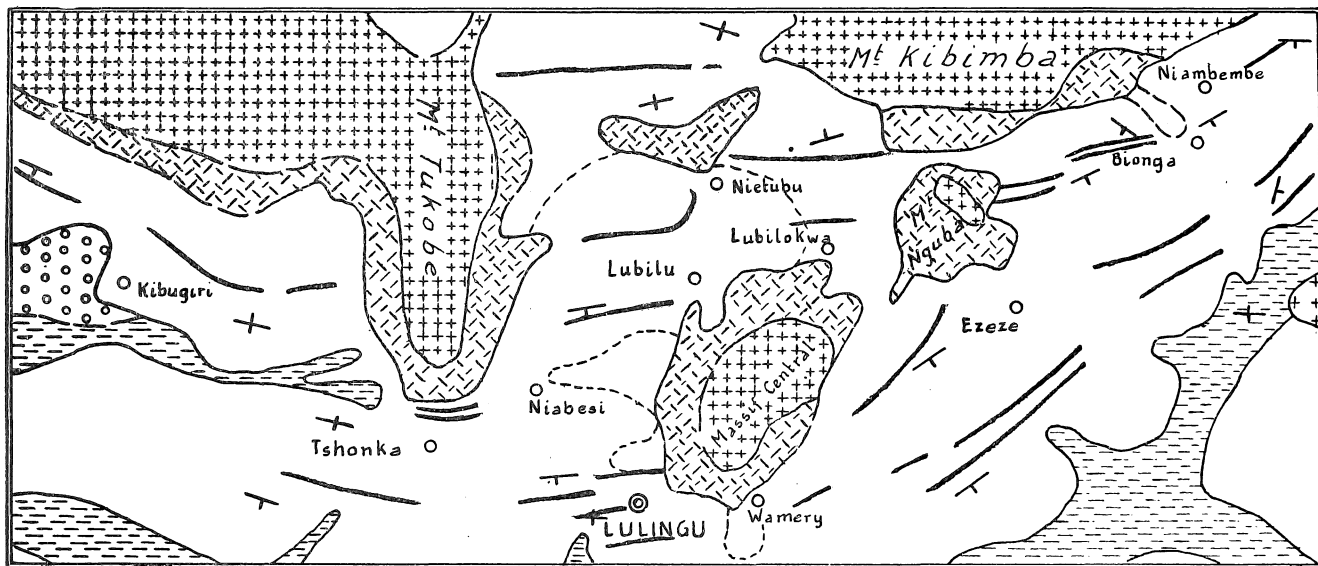 Mt Kibimba
Niambembe
Mt Tukobe
Bionga
Nietubu
Mt Nguba
Lubilokwa
Lubilu
Kibugiri
Ezeze
Massif Central
Niabesi
Tshonka
Wamery
LULINGU